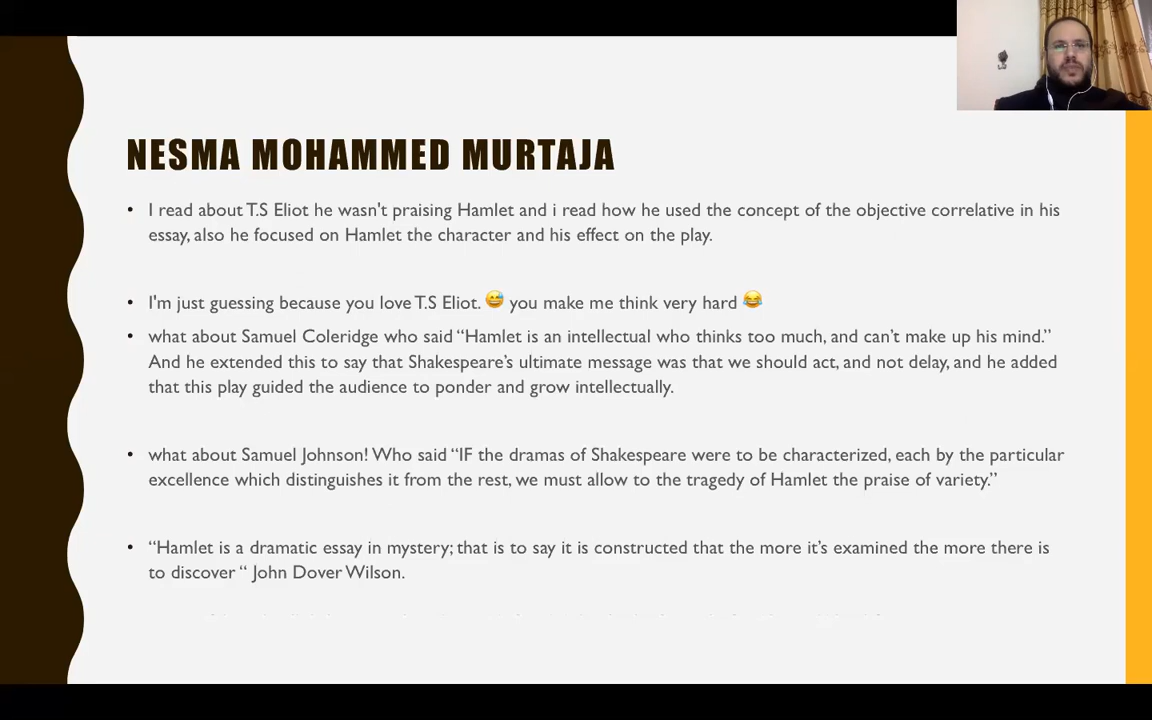 NESMA MOHAMMED MURTAJA
• I read about T.S Eliot he wasn't praising Hamlet and i read how he used the concept of the objective correlative in his
essay, also he focused on Hamlet the character and his effect on the play.
• I'm just guessing because you love T.S Eliot. 😅 you make me think very hard 😂
• what about Samuel Coleridge who said “Hamlet is an intellectual who thinks too much, and can’t make up his mind.”
And he extended this to say that Shakespeare’s ultimate message was that we should act, and not delay, and he added
that this play guided the audience to ponder and grow intellectually.
• what about Samuel Johnson! Who said “IF the dramas of Shakespeare were to be characterized, each by the particular
excellence which distinguishes it from the rest, we must allow to the tragedy of Hamlet the praise of variety.”
• “Hamlet is a dramatic essay in mystery; that is to say it is constructed that the more it’s examined the more there is
to discover “ John Dover Wilson.